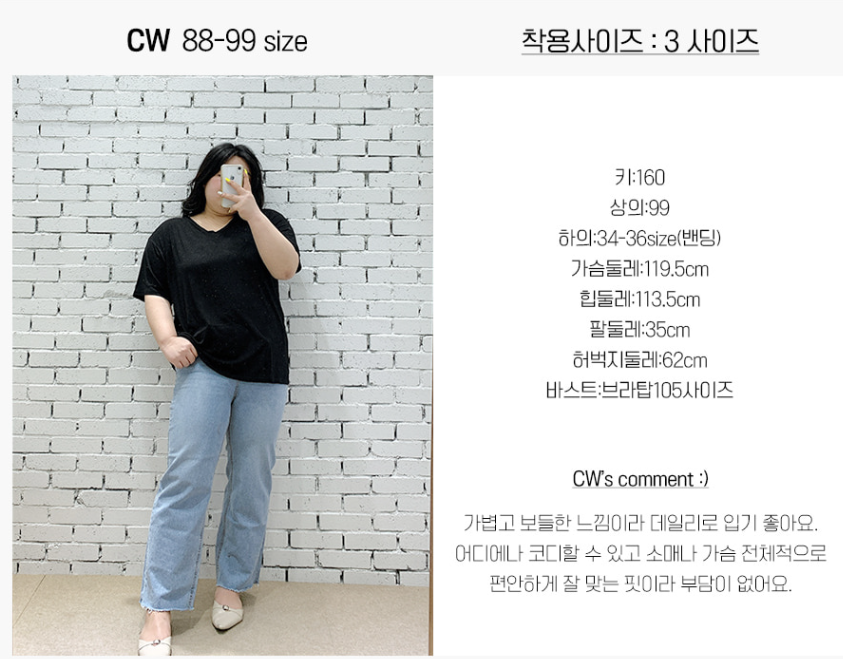 CW 88-99 size
착용사이즈 : 3 사이즈
키:160
상의:99
하의:34-36size(밴딩)
가슴둘레:119.5cm
힙둘레:113.5cm
팔둘레:35cm
허벅지둘레:62cm
바스트:브라탑105사이즈
CW's comment :)
가볍고 보들한 느낌이라 데일리로 입기 좋아요.
어디에나 코디할 수 있고 소매나 가슴 전체적으로
편안하게 잘 맞는 핏이라 부담이 없어요.